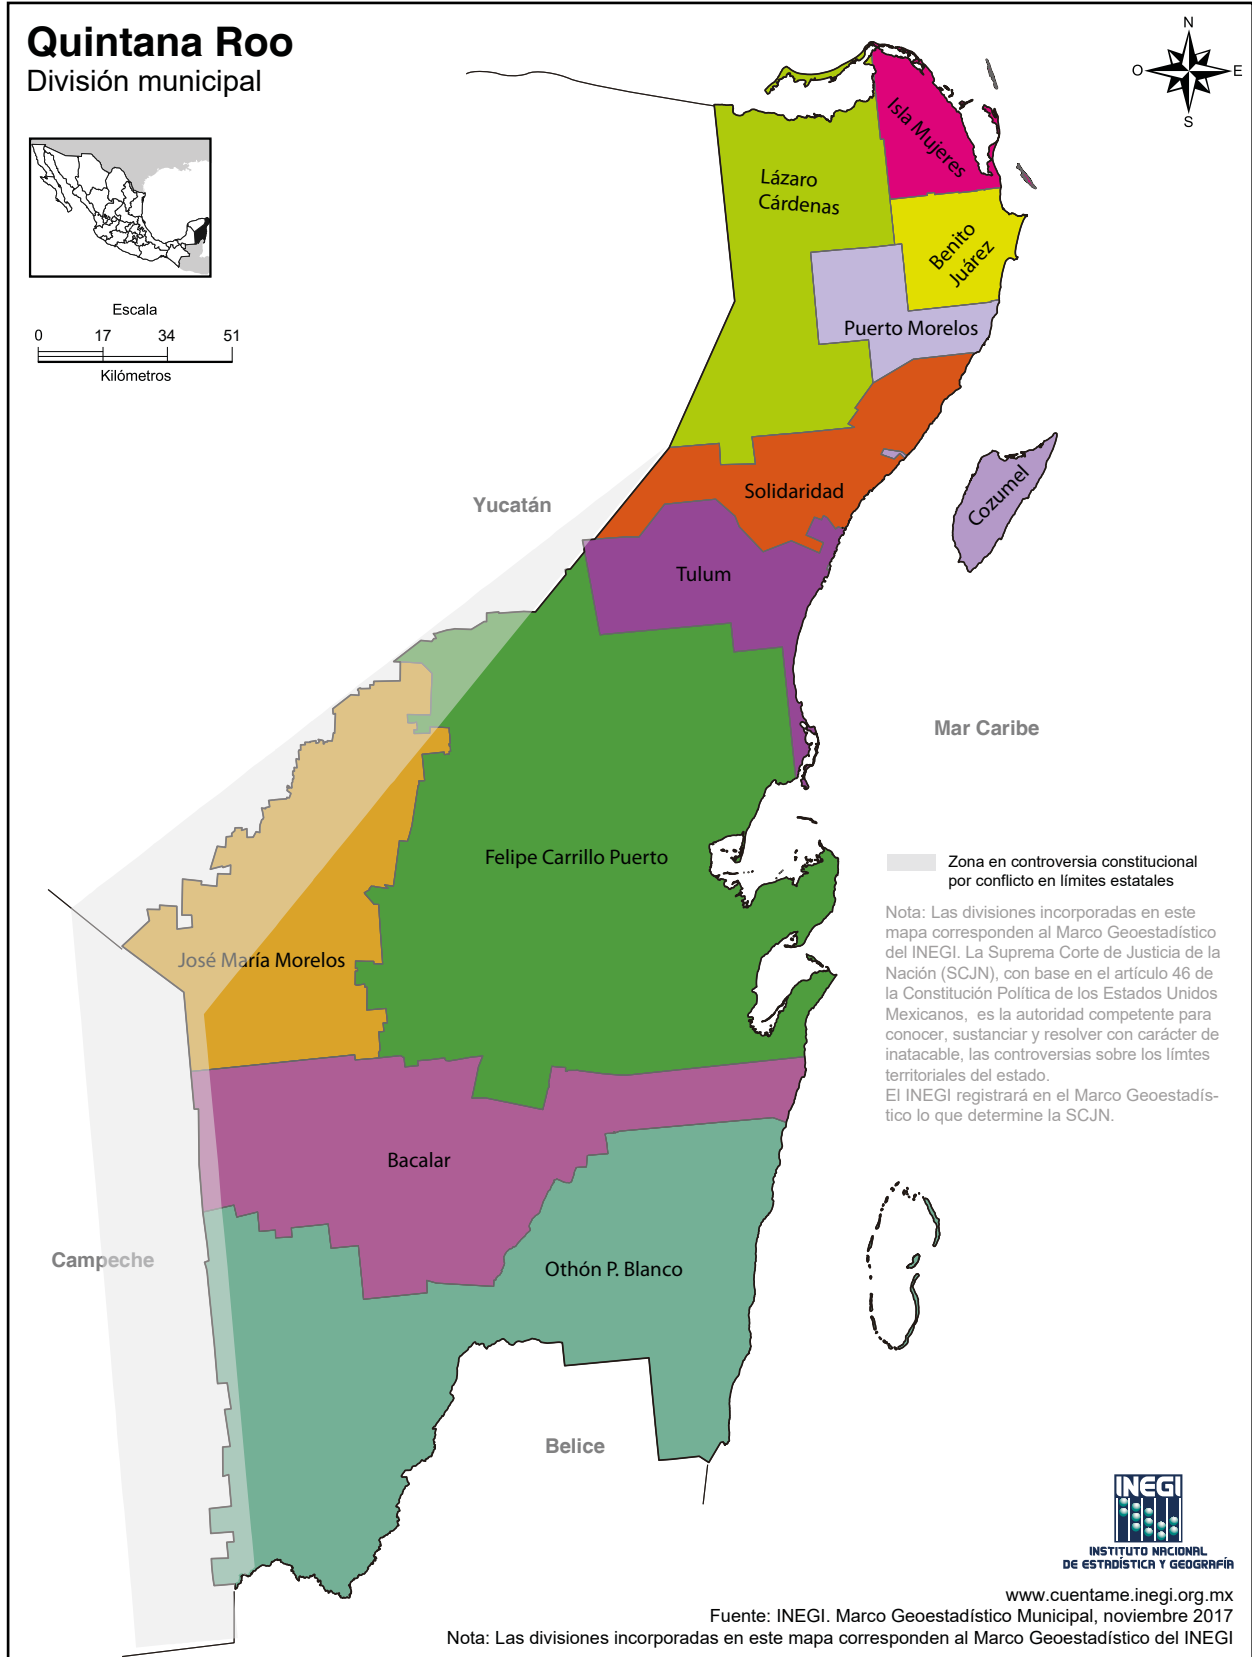 Quintana Roo
División municipal
N
O
E
S
Escala
0 17 34 51
Kilómetros
Isla Mujeres
Lázaro
Cárdenas
Benito
Juárez
Puerto Morelos
Yucatán
Solidaridad
Cozumel
Tulum
Mar Caribe
Felipe Carrillo Puerto
Zona en controversia constitucional
por conflicto en límites estatales
Nota: Las divisiones incorporadas en este
mapa corresponden al Marco Geoestadístico
del INEGI. La Suprema Corte de Justicia de la
Nación (SCJN), con base en el artículo 46 de
la Constitución Política de los Estados Unidos
Mexicanos, es la autoridad competente para
conocer, sustanciar y resolver con carácter de
inatacable, las controversias sobre los límtes
territoriales del estado.
El INEGI registrará en el Marco Geoestadís-
tico lo que determine la SCJN.
José María Morelos
Bacalar
Campeche
Othón P. Blanco
Belice
INEGI
INSTITUTO NACIONAL
DE ESTADÍSTICA Y GEOGRAFÍA
www.cuentame.inegi.org.mx
Fuente: INEGI. Marco Geoestadístico Municipal, noviembre 2017
Nota: Las divisiones incorporadas en este mapa corresponden al Marco Geoestadístico del INEGI